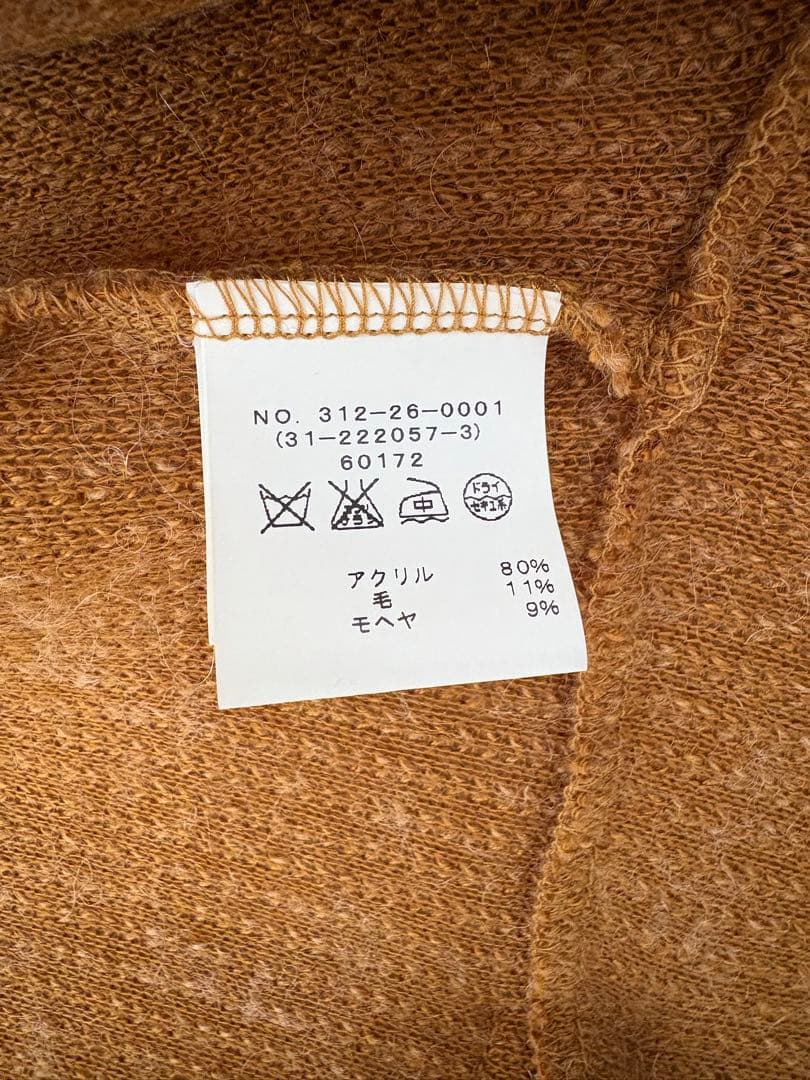 NO. 312-26-0001
(31-222057-3)
60172
中
ドライ
セキユ系
アクリル 80%
毛 11%
モヘヤ 9%